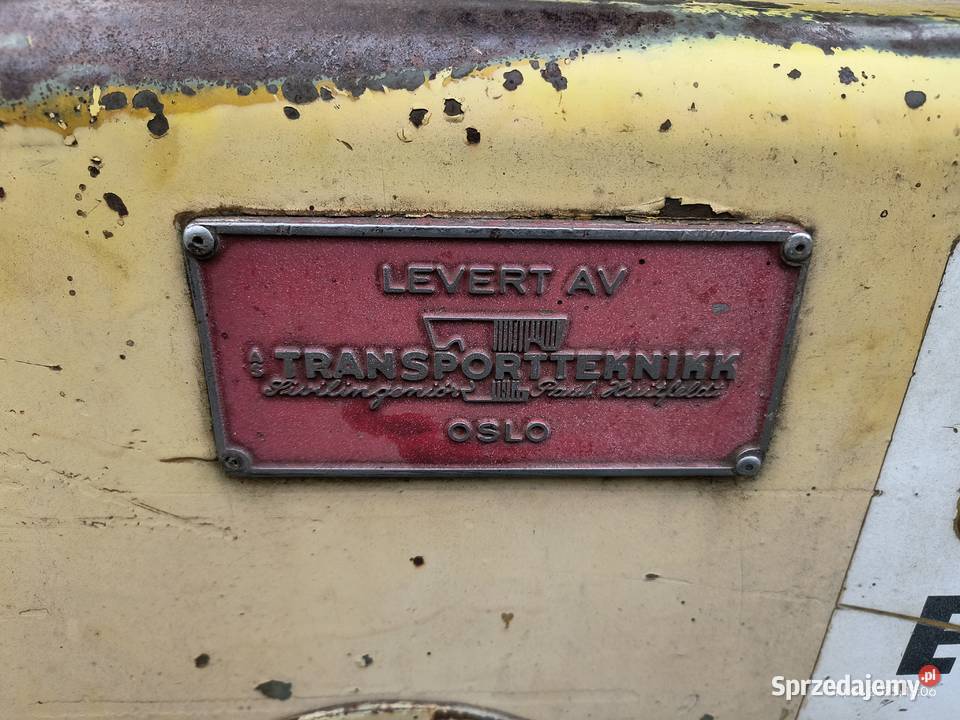 LEVERT AV
A/S TRANSPORTTEKNIKK
Sivilingeniør Paul Huitfeldt
OSLO
Sprzedajemy.pl